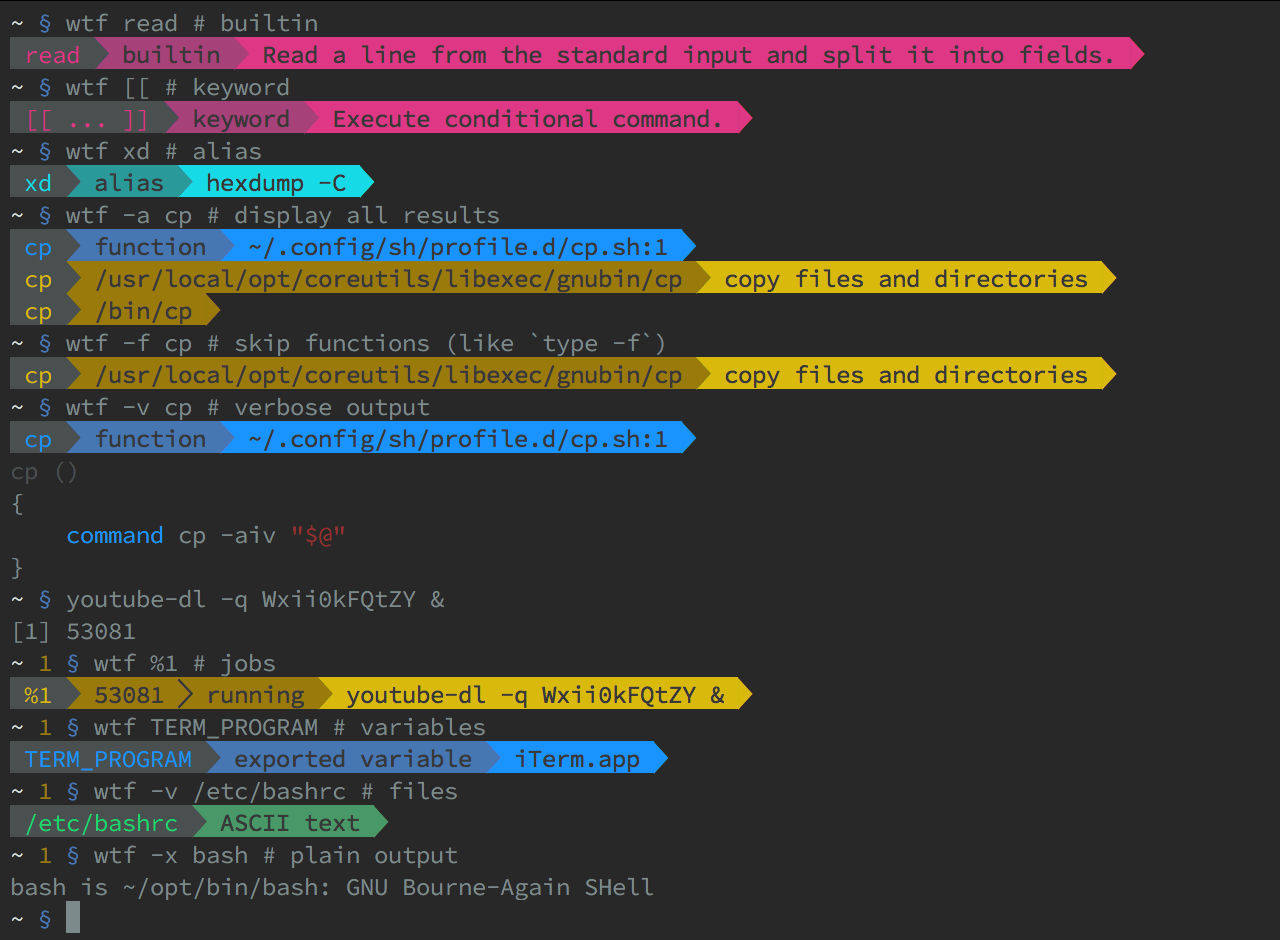 ~ § wtf read # builtin
read builtin Read a line from the standard input and split it into fields.
~ § wtf [[ # keyword
[[ ... ]] keyword Execute conditional command.
~ § wtf xd # alias
xd alias hexdump -C
~ § wtf -a cp # display all results
cp function ~/.config/sh/profile.d/cp.sh:1
cp /usr/local/opt/coreutils/libexec/gnubin/cp copy files and directories
cp /bin/cp
~ § wtf -f cp # skip functions (like `type -f`)
cp /usr/local/opt/coreutils/libexec/gnubin/cp copy files and directories
~ § wtf -v cp # verbose output
cp function ~/.config/sh/profile.d/cp.sh:1
cp ()
{
    command cp -aiv "$@"
}
~ § youtube-dl -q Wxii0kFQtZY &
[1] 53081
~ 1 § wtf %1 # jobs
%1 53081 running youtube-dl -q Wxii0kFQtZY &
~ 1 § wtf TERM_PROGRAM # variables
TERM_PROGRAM exported variable iTerm.app
~ 1 § wtf -v /etc/bashrc # files
/etc/bashrc ASCII text
~ 1 § wtf -x bash # plain output
bash is ~/opt/bin/bash: GNU Bourne-Again SHell
~ §